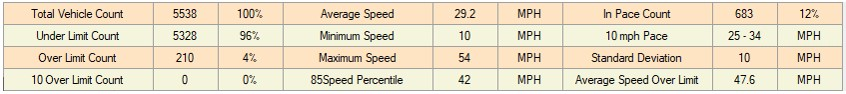 Total Vehicle Count 5538 100% Average Speed 29.2 MPH In Pace Count 683 12%
Under Limit Count 5328 96% Minimum Speed 10 MPH 10 mph Pace 25 - 34 MPH
Over Limit Count 210 4% Maximum Speed 54 MPH Standard Deviation 10 MPH
10 Over Limit Count 0 0% 85Speed Percentile 42 MPH Average Speed Over Limit 47.6 MPH